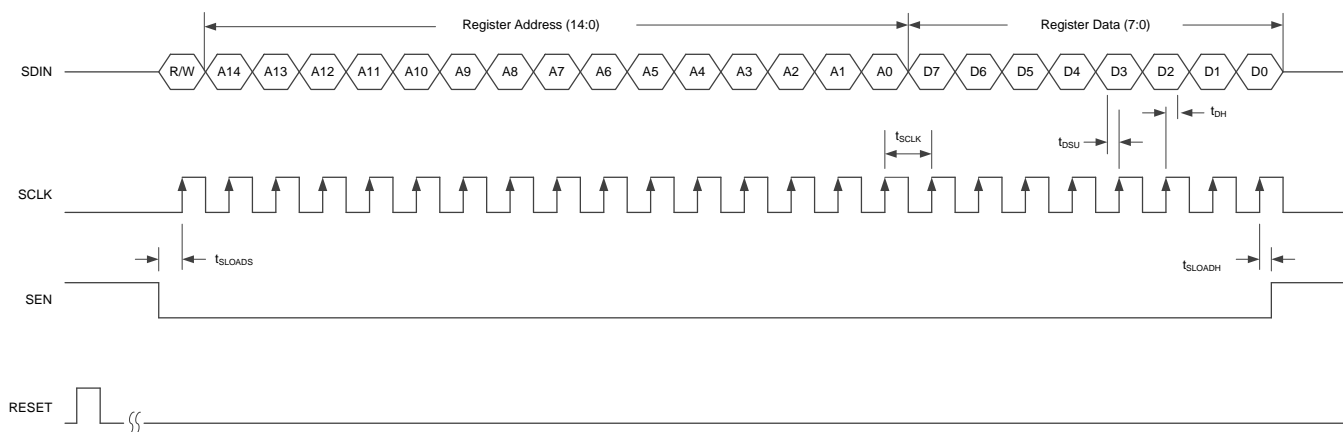 Register Address (14:0) Register Data (7:0)
SDIN R/W A14 A13 A12 A11 A10 A9 A8 A7 A6 A5 A4 A3 A2 A1 A0 D7 D6 D5 D4 D3 D2 D1 D0
tSCLK tDSU tDH
SCLK
tSLOADS tSLOADH
SEN
RESET